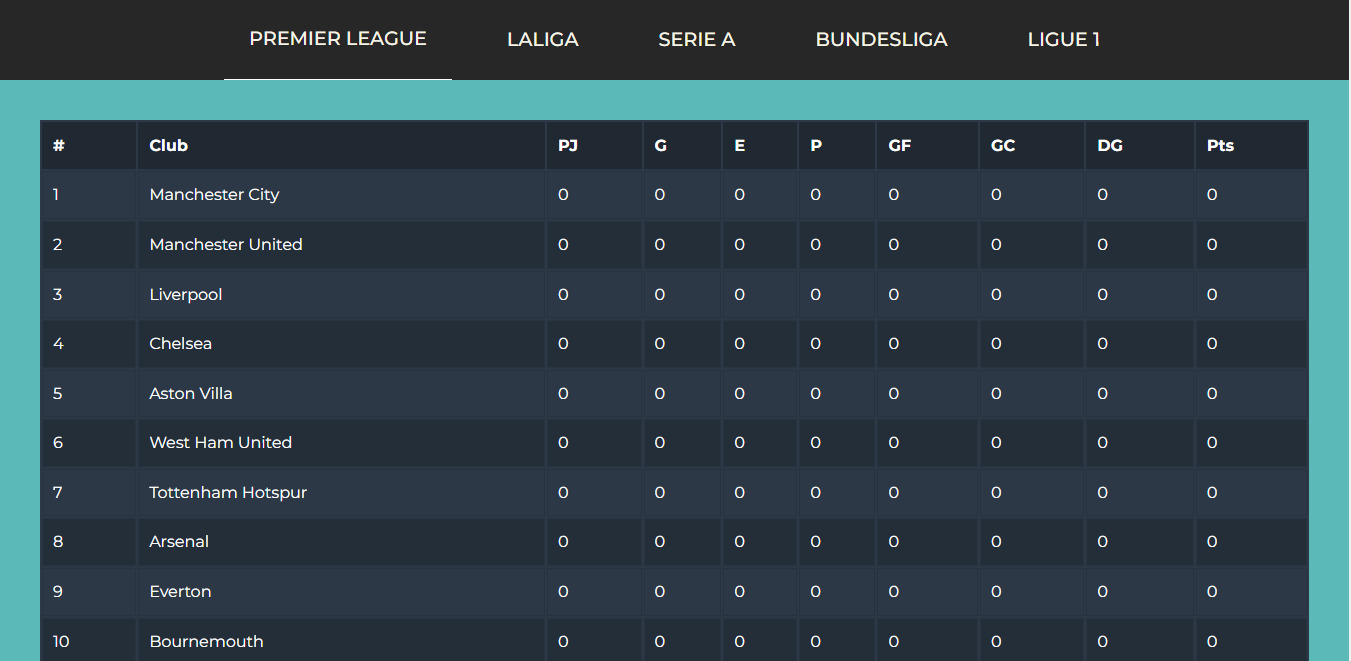 PREMIER LEAGUE LALIGA SERIE A BUNDESLIGA LIGUE 1
# Club PJ G E P GF GC DG Pts
1 Manchester City 0 0 0 0 0 0 0 0
2 Manchester United 0 0 0 0 0 0 0 0
3 Liverpool 0 0 0 0 0 0 0 0
4 Chelsea 0 0 0 0 0 0 0 0
5 Aston Villa 0 0 0 0 0 0 0 0
6 West Ham United 0 0 0 0 0 0 0 0
7 Tottenham Hotspur 0 0 0 0 0 0 0 0
8 Arsenal 0 0 0 0 0 0 0 0
9 Everton 0 0 0 0 0 0 0 0
10 Bournemouth 0 0 0 0 0 0 0 0